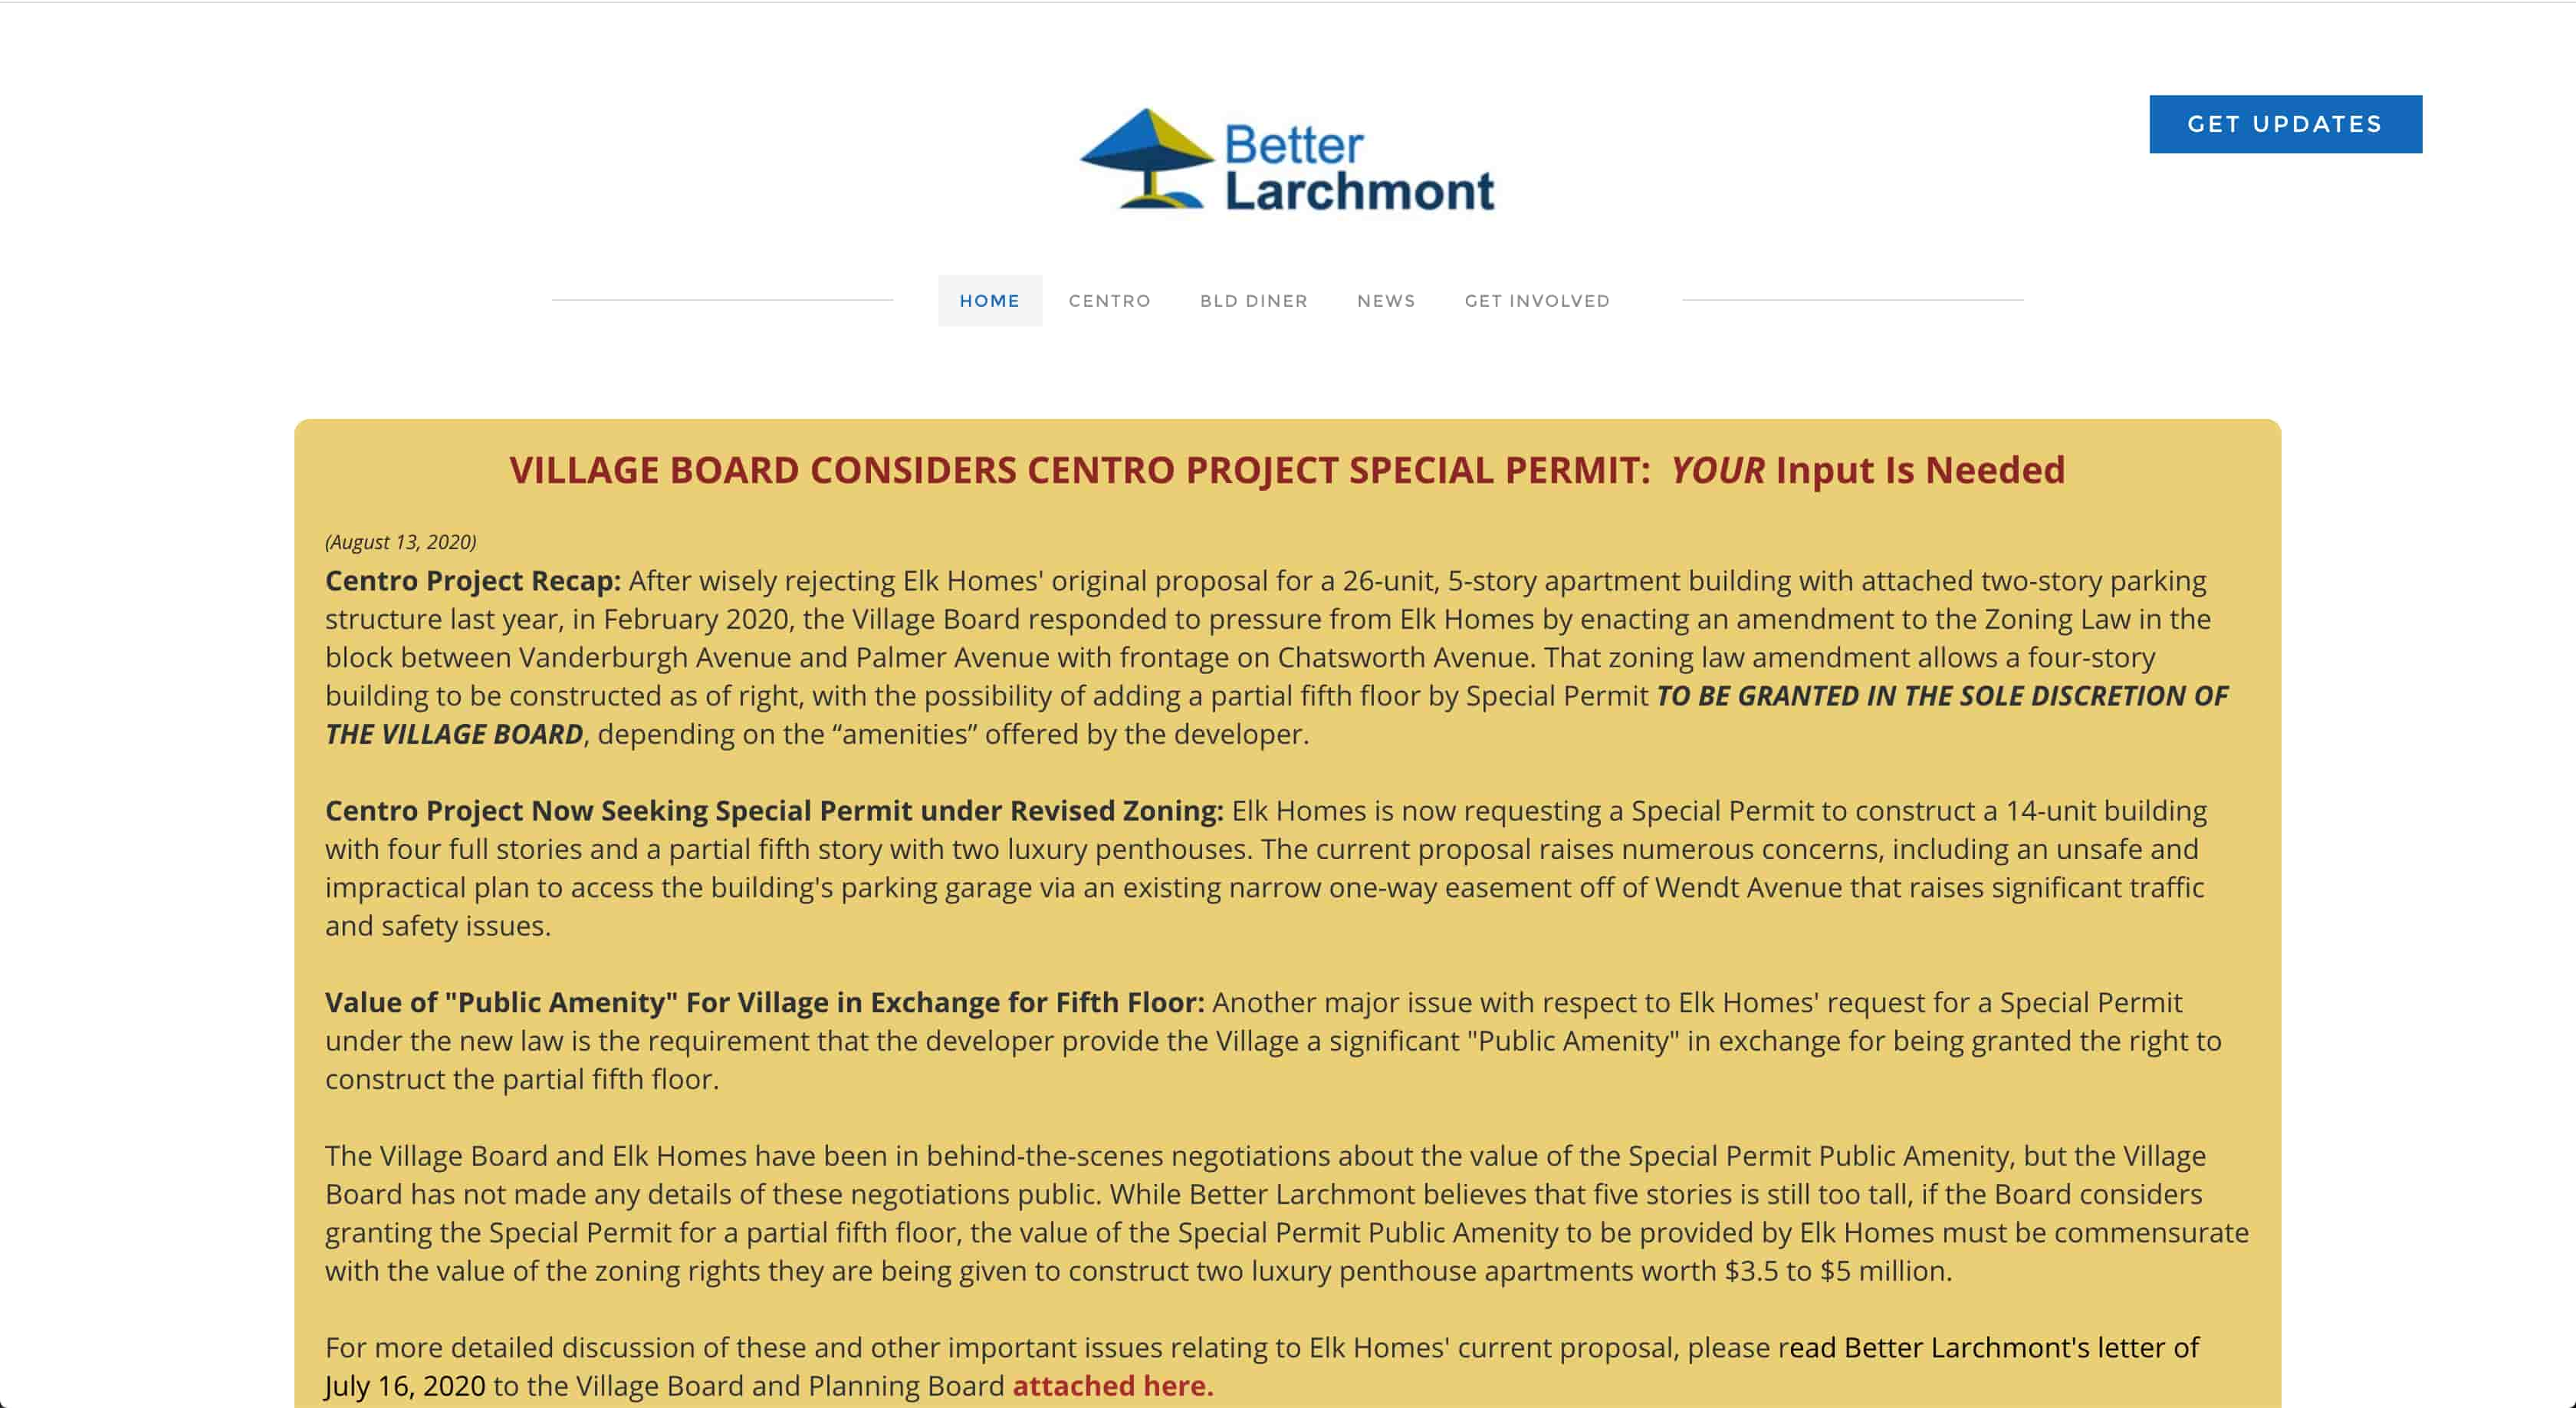 Better
Larchmont
GET UPDATES
HOME CENTRO BLD DINER NEWS GET INVOLVED
VILLAGE BOARD CONSIDERS CENTRO PROJECT SPECIAL PERMIT: YOUR Input Is Needed
(August 13, 2020)
Centro Project Recap: After wisely rejecting Elk Homes' original proposal for a 26-unit, 5-story apartment building with attached two-story parking
structure last year, in February 2020, the Village Board responded to pressure from Elk Homes by enacting an amendment to the Zoning Law in the
block between Vanderburgh Avenue and Palmer Avenue with frontage on Chatsworth Avenue. That zoning law amendment allows a four-story
building to be constructed as of right, with the possibility of adding a partial fifth floor by Special Permit TO BE GRANTED IN THE SOLE DISCRETION OF
THE VILLAGE BOARD, depending on the “amenities” offered by the developer.
Centro Project Now Seeking Special Permit under Revised Zoning: Elk Homes is now requesting a Special Permit to construct a 14-unit building
with four full stories and a partial fifth story with two luxury penthouses. The current proposal raises numerous concerns, including an unsafe and
impractical plan to access the building's parking garage via an existing narrow one-way easement off of Wendt Avenue that raises significant traffic
and safety issues.
Value of "Public Amenity" For Village in Exchange for Fifth Floor: Another major issue with respect to Elk Homes' request for a Special Permit
under the new law is the requirement that the developer provide the Village a significant "Public Amenity" in exchange for being granted the right to
construct the partial fifth floor.
The Village Board and Elk Homes have been in behind-the-scenes negotiations about the value of the Special Permit Public Amenity, but the Village
Board has not made any details of these negotiations public. While Better Larchmont believes that five stories is still too tall, if the Board considers
granting the Special Permit for a partial fifth floor, the value of the Special Permit Public Amenity to be provided by Elk Homes must be commensurate
with the value of the zoning rights they are being given to construct two luxury penthouse apartments worth $3.5 to $5 million.
For more detailed discussion of these and other important issues relating to Elk Homes' current proposal, please read Better Larchmont's letter of
July 16, 2020 to the Village Board and Planning Board attached here.